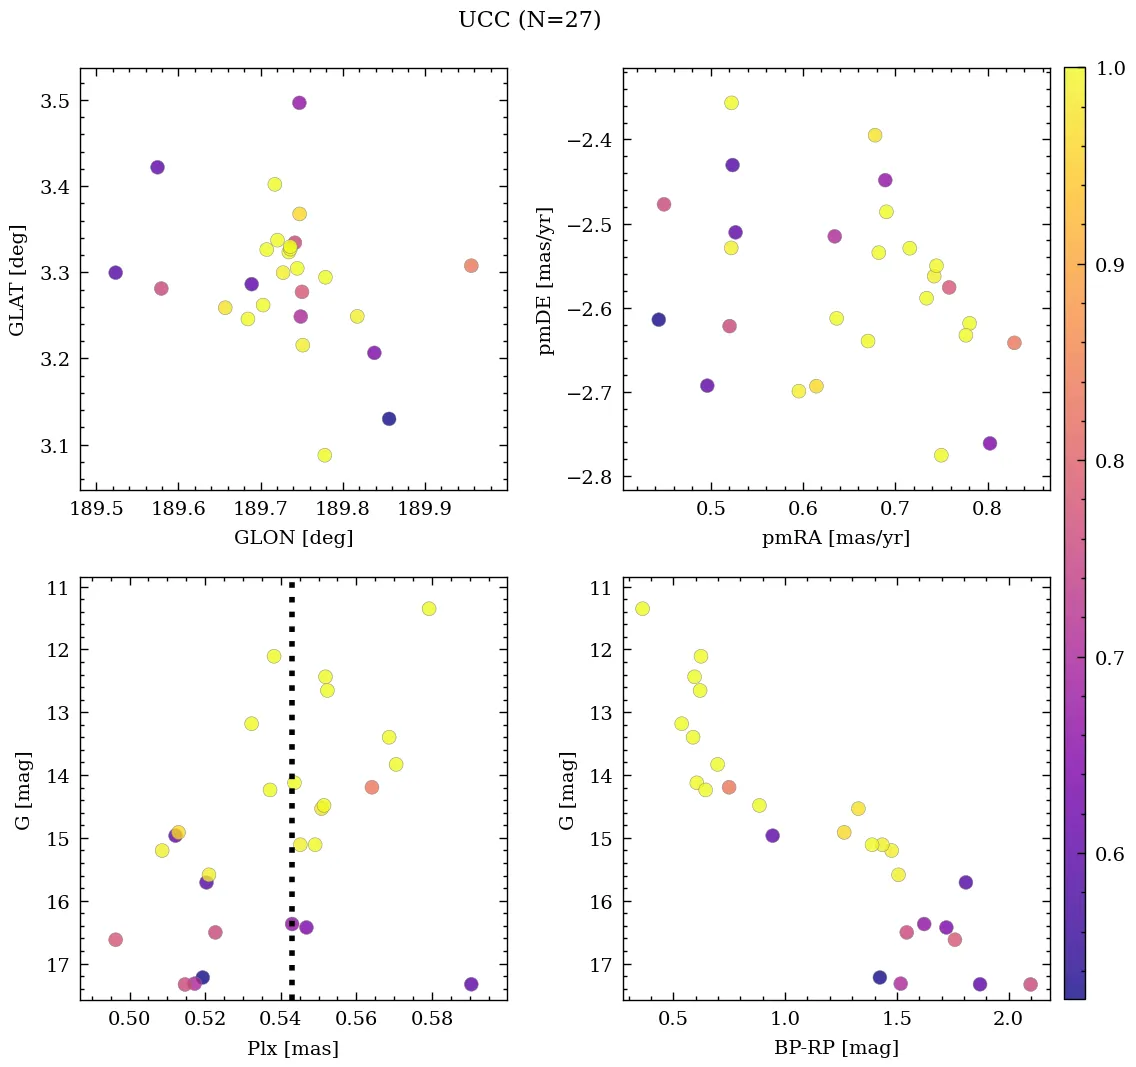 UCC (N=27)
3.5
3.4
3.3
3.2
3.1
GLAT [deg]
189.5 189.6 189.7 189.8 189.9
GLON [deg]
−2.4
−2.5
−2.6
−2.7
−2.8
pmDE [mas/yr]
0.5 0.6 0.7 0.8
pmRA [mas/yr]
1.0
0.9
0.8
0.7
0.6
11
12
13
14
15
16
17
G [mag]
0.50 0.52 0.54 0.56 0.58
Plx [mas]
11
12
13
14
15
16
17
G [mag]
0.5 1.0 1.5 2.0
BP-RP [mag]